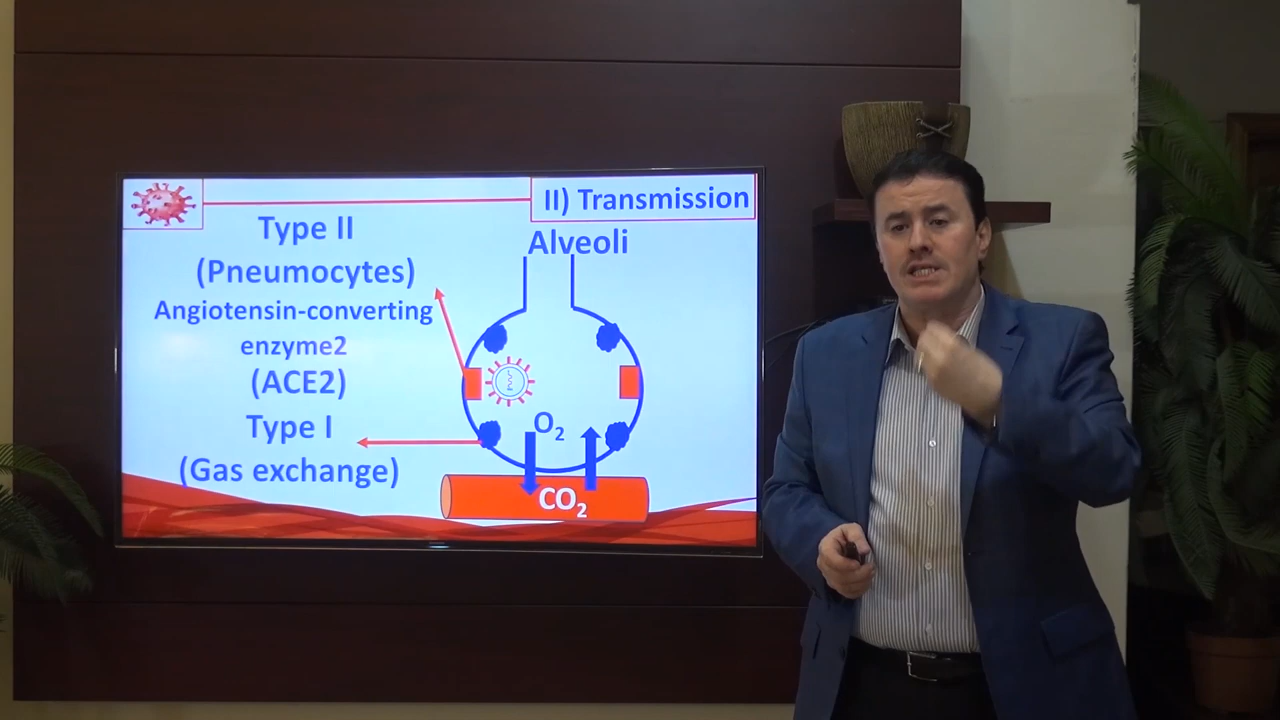 II) Transmission
Type II
(Pneumocytes)
Angiotensin-converting
enzyme2
(ACE2)
Type I
(Gas exchange)
Alveoli
O₂
CO₂